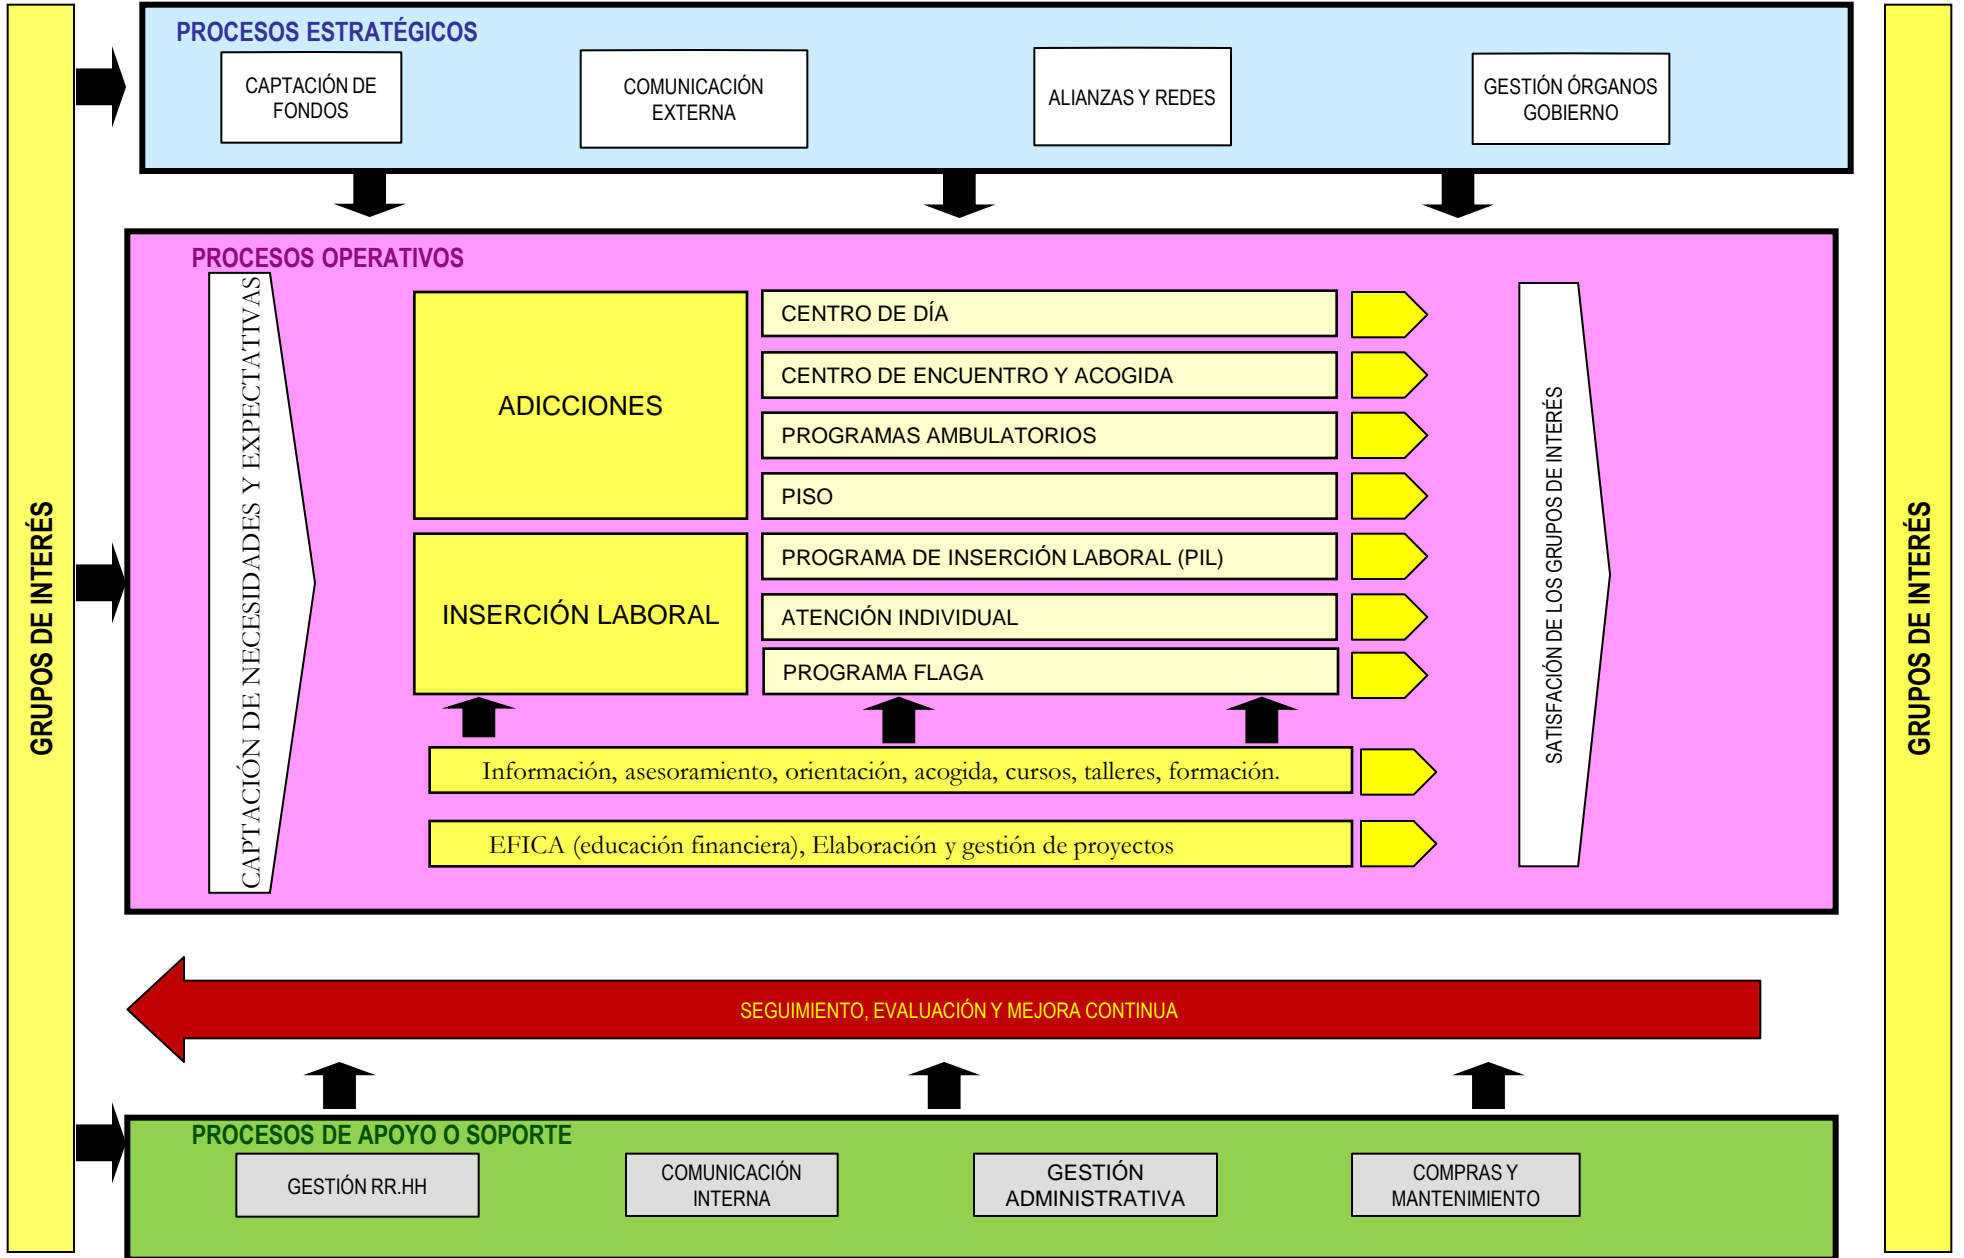 GRUPOS DE INTERÉS
PROCESOS ESTRATÉGICOS
CAPTACIÓN DE
FONDOS
COMUNICACIÓN
EXTERNA
ALIANZAS Y REDES
GESTIÓN ÓRGANOS
GOBIERNO
PROCESOS OPERATIVOS
CAPTACIÓN DE NECESIDADES Y EXPECTATIVAS
ADICCIONES
CENTRO DE DÍA
CENTRO DE ENCUENTRO Y ACOGIDA
PROGRAMAS AMBULATORIOS
PISO
INSERCIÓN LABORAL
PROGRAMA DE INSERCIÓN LABORAL (PIL)
ATENCIÓN INDIVIDUAL
PROGRAMA FLAGA
Información, asesoramiento, orientación, acogida, cursos, talleres, formación.
EFICA (educación financiera), Elaboración y gestión de proyectos
SATISFACIÓN DE LOS GRUPOS DE INTERÉS
SEGUIMIENTO, EVALUACIÓN Y MEJORA CONTINUA
PROCESOS DE APOYO O SOPORTE
GESTIÓN RR.HH
COMUNICACIÓN
INTERNA
GESTIÓN
ADMINISTRATIVA
COMPRAS Y
MANTENIMIENTO
GRUPOS DE INTERÉS